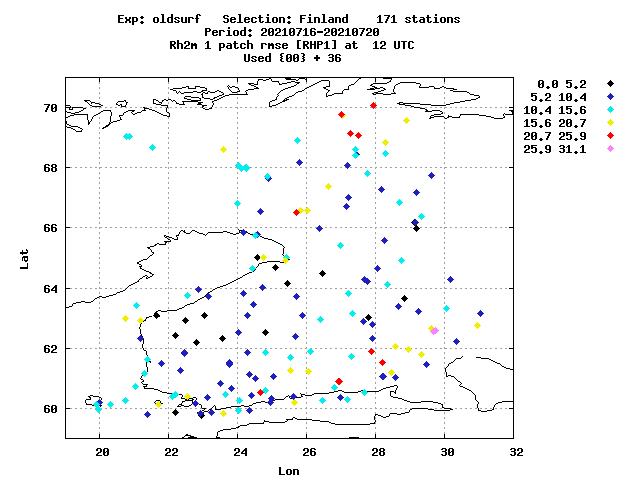 Exp: oldsurf   Selection: Finland    171 stations
Period: 20210716-20210720
Rh2m 1 patch rmse [RHP1] at  12 UTC
Used {00} + 36
0.0 5.2
5.2 10.4
10.4 15.6
15.6 20.7
20.7 25.9
25.9 31.1
70
68
66
64
62
60
Lat
20 22 24 26 28 30 32
Lon